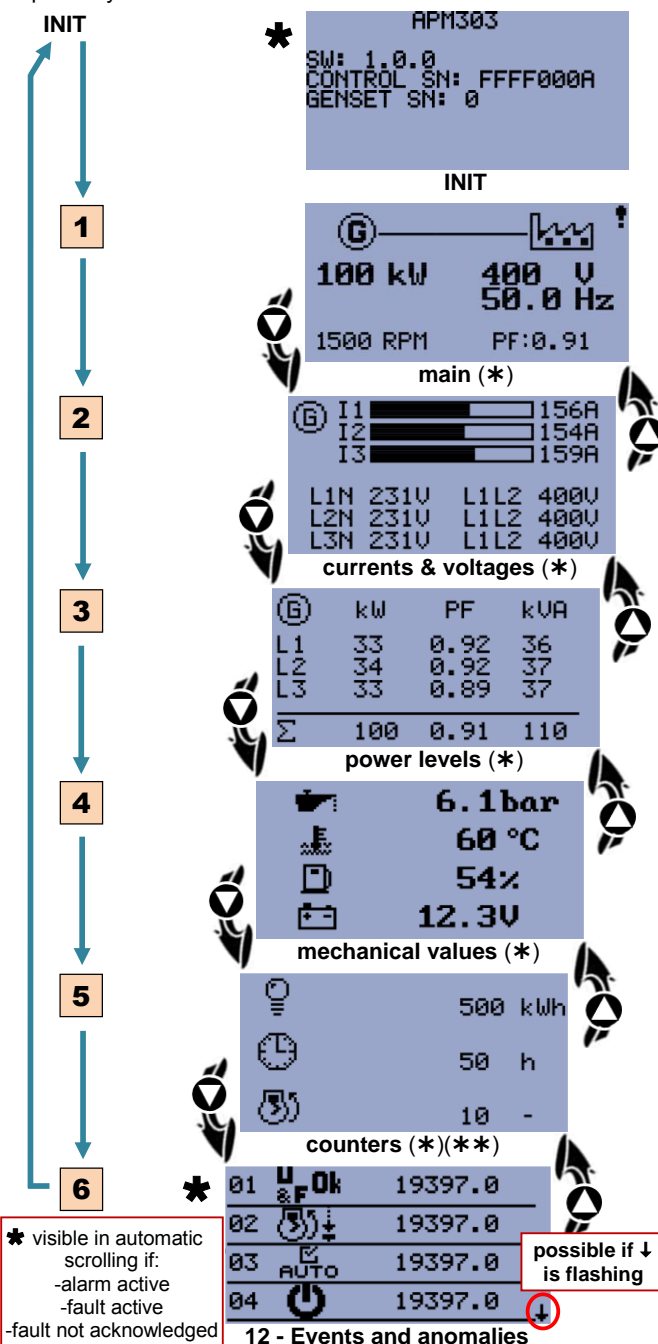 INIT
APM303
SW: 1.0.0
CONTROL SN: FFFF000A
GENSET SN: 0
INIT
1
G
100 kW 400 V
50.0 Hz
1500 RPM PF:0.91
main (*)
2
G I1 156A
I2 154A
I3 159A
L1N 231V L1L2 400V
L2N 231V L1L2 400V
L3N 231V L1L2 400V
currents & voltages (*)
3
G kW PF kVA
L1 33 0.92 36
L2 34 0.92 37
L3 33 0.89 37
Σ 100 0.91 110
power levels (*)
4
6.1bar
60 °C
54%
12.3V
mechanical values (*)
5
500 kWh
50 h
10 -
counters (*)(**)
6
* 01 U & F Ok 19397.0
02 19397.0
03 AUTO 19397.0
04 19397.0 ↓
* visible in automatic
scrolling if:
-alarm active
-fault active
-fault not acknowledged
possible if ↓
is flashing
12 - Events and anomalies